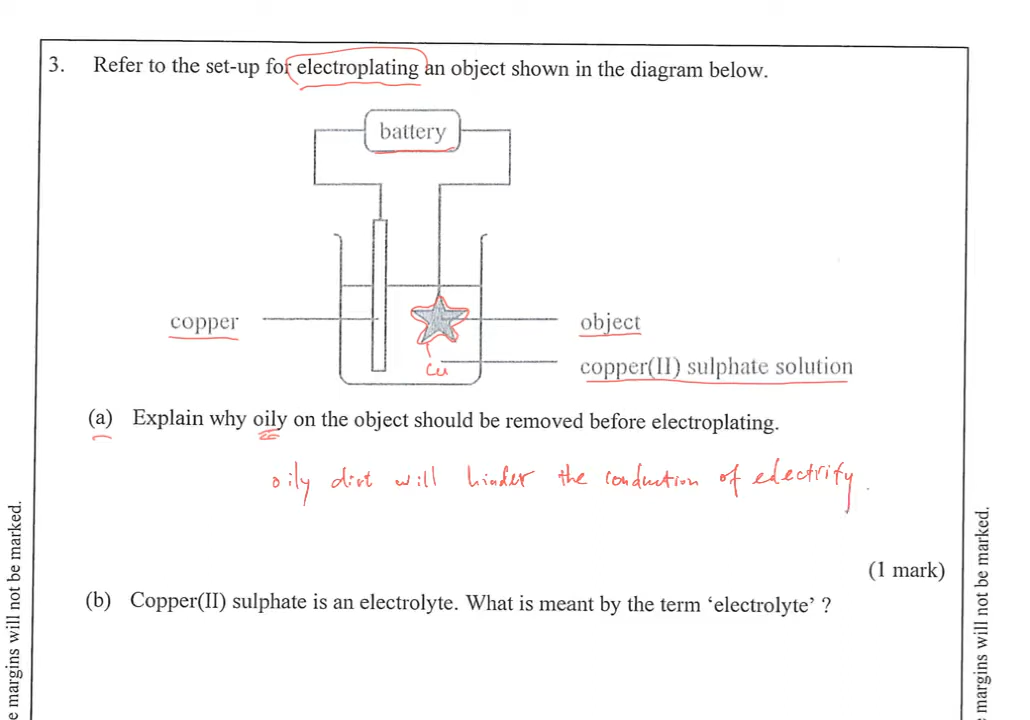 3. Refer to the set-up for electroplating an object shown in the diagram below.
battery
copper
object
Cu
copper(II) sulphate solution
(a) Explain why oily on the object should be removed before electroplating.
oily dirt will hinder the conduction of electrify.
(1 mark)
(b) Copper(II) sulphate is an electrolyte. What is meant by the term ‘electrolyte’ ?
e margins will not be marked.
e margins will not be marked.